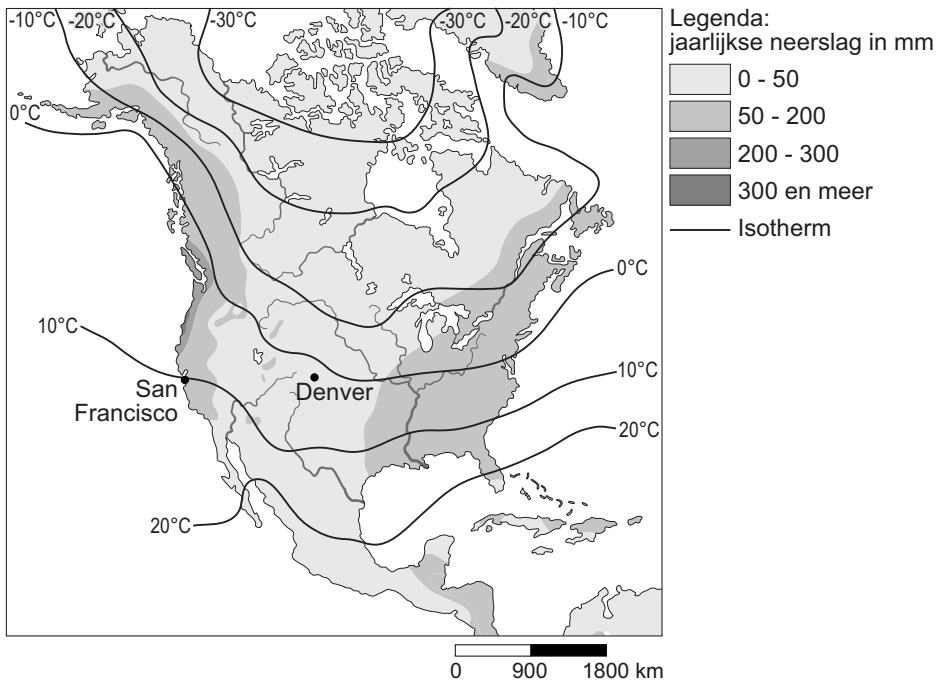 -10°C -20°C -30°C -30°C -20°C -10°C
0°C
0°C
10°C
10°C
20°C
20°C
San
Francisco
Denver
Legenda:
jaarlijkse neerslag in mm
0 - 50
50 - 200
200 - 300
300 en meer
Isotherm
0 900 1800 km